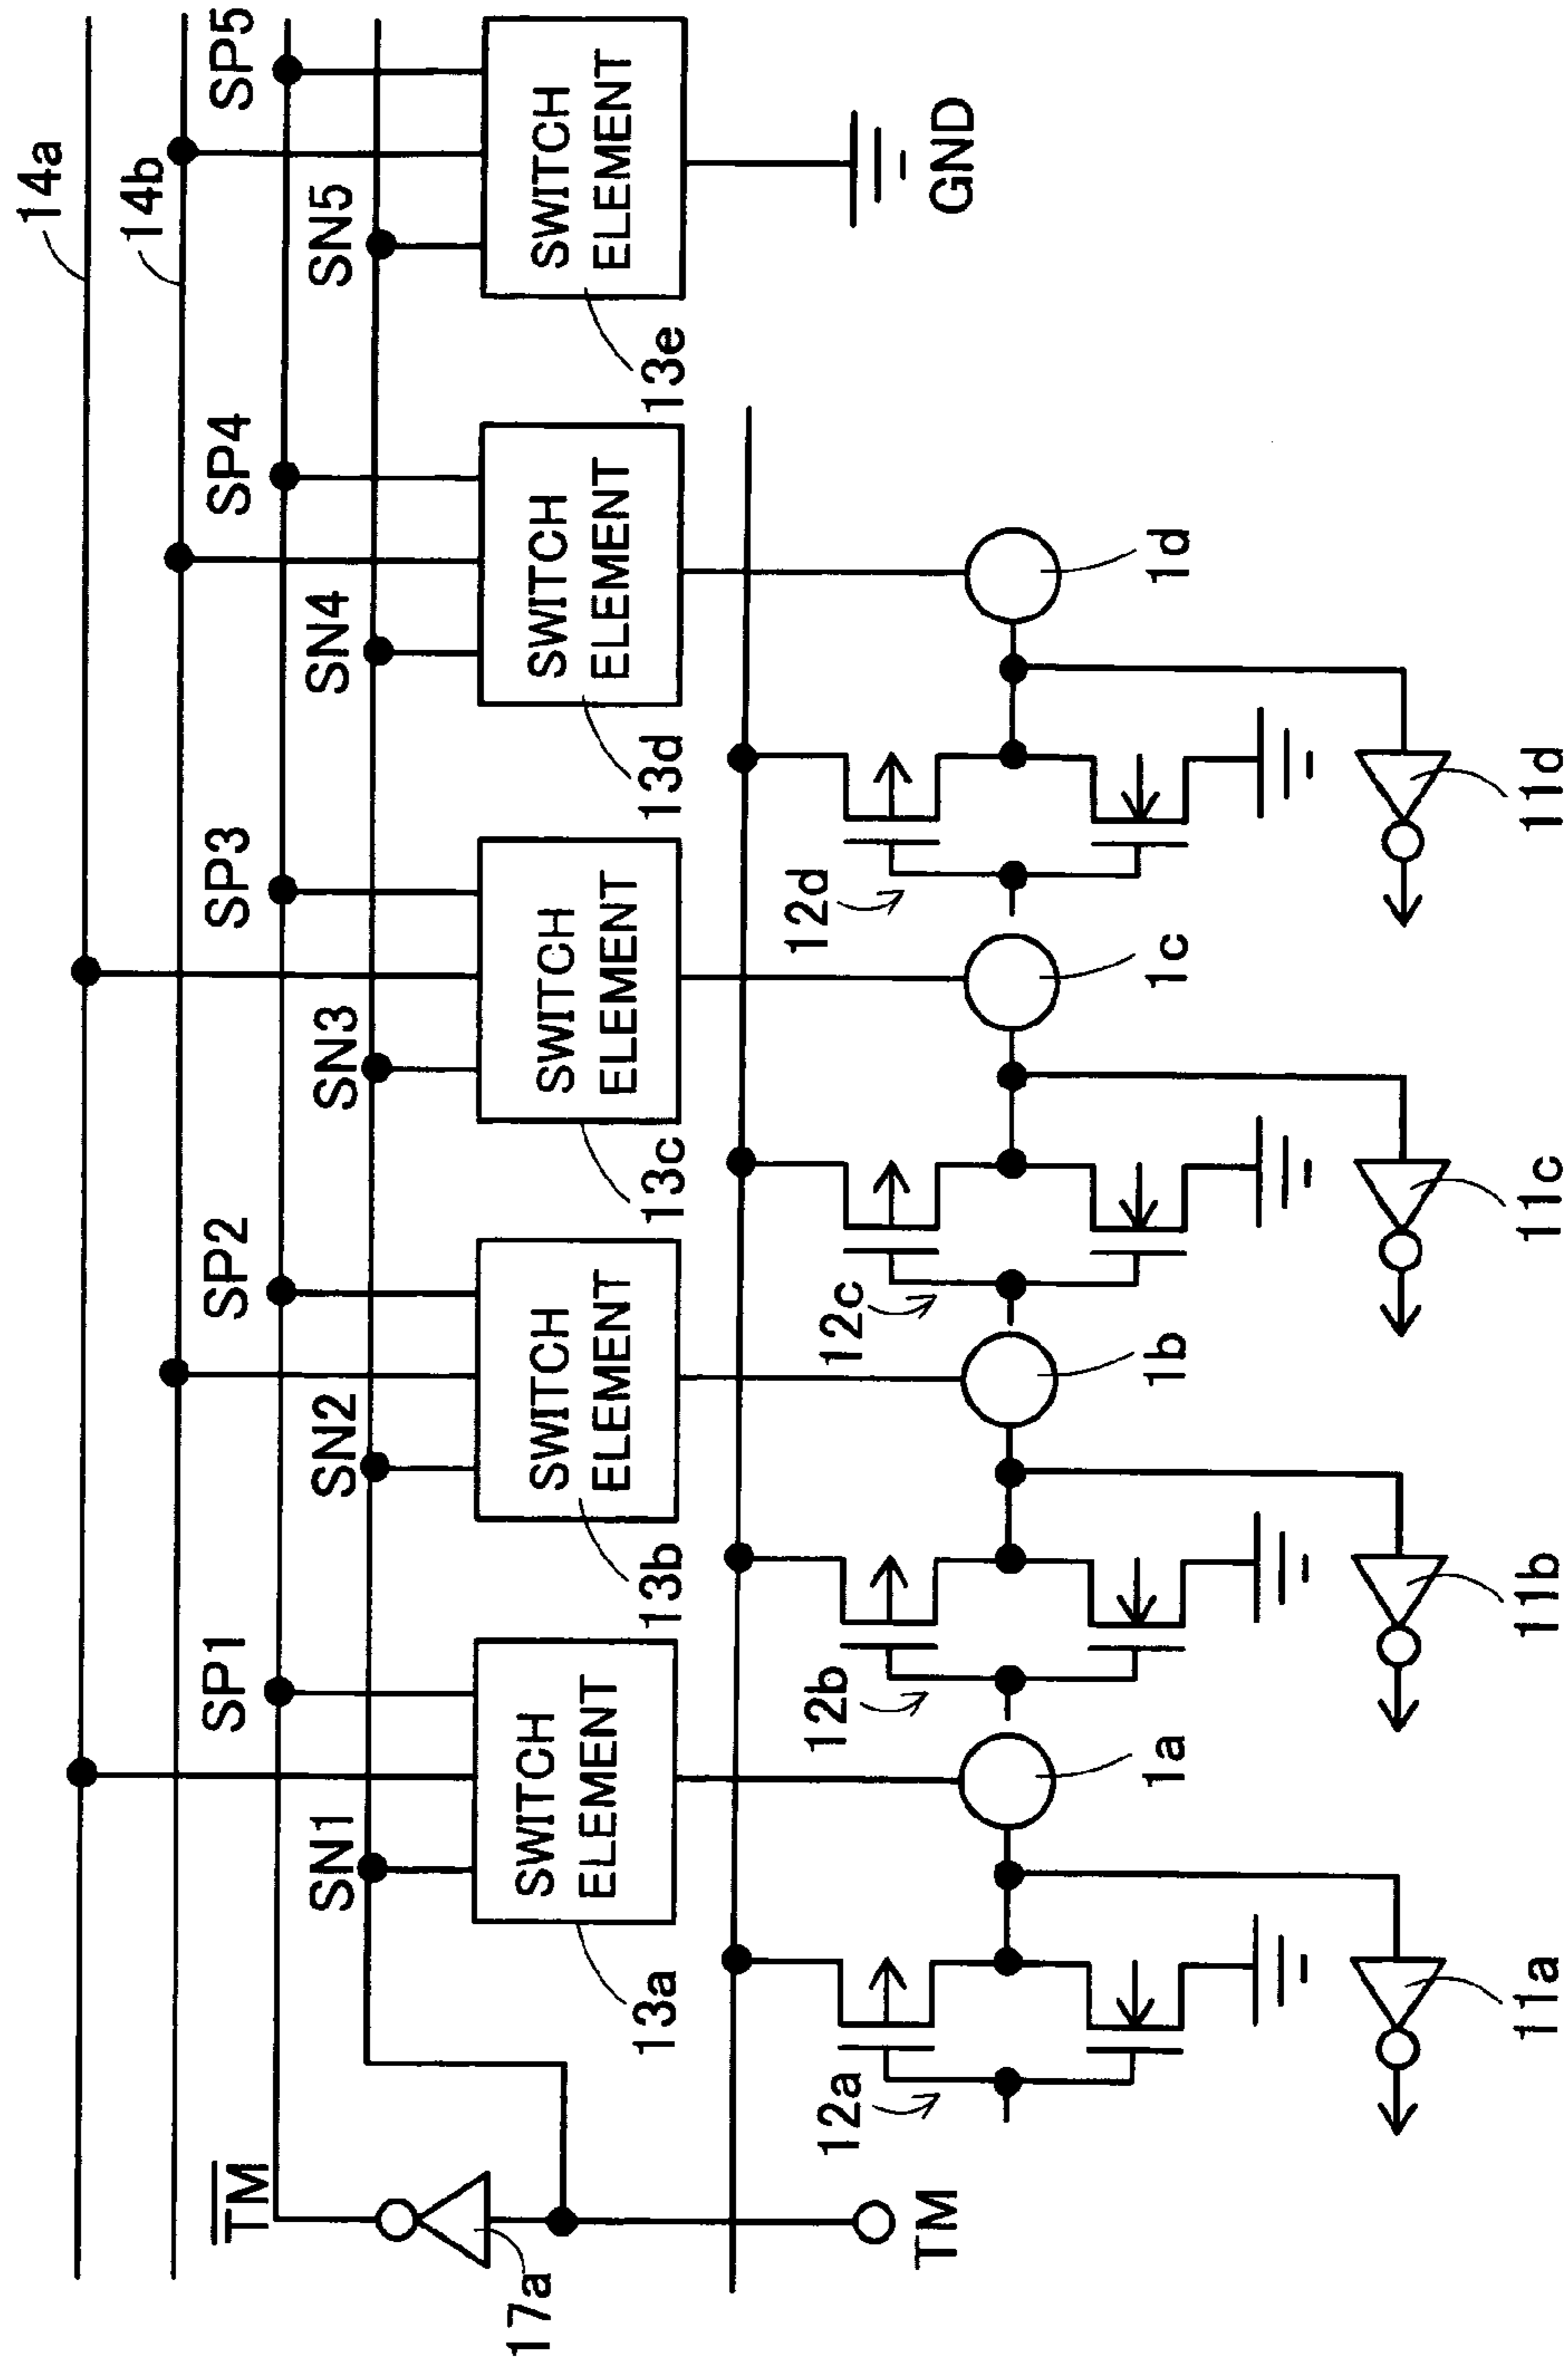 14a
14b
TM
SP1
SP2
SP3
SP4
SP5
SN1
SN2
SN3
SN4
SN5
17a
SWITCH
ELEMENT
SWITCH
ELEMENT
SWITCH
ELEMENT
SWITCH
ELEMENT
SWITCH
ELEMENT
13a
13b
13c
13d
13e
TM
12a
12b
12c
12d
GND
1a
1b
1c
1d
11a
11b
11c
11d